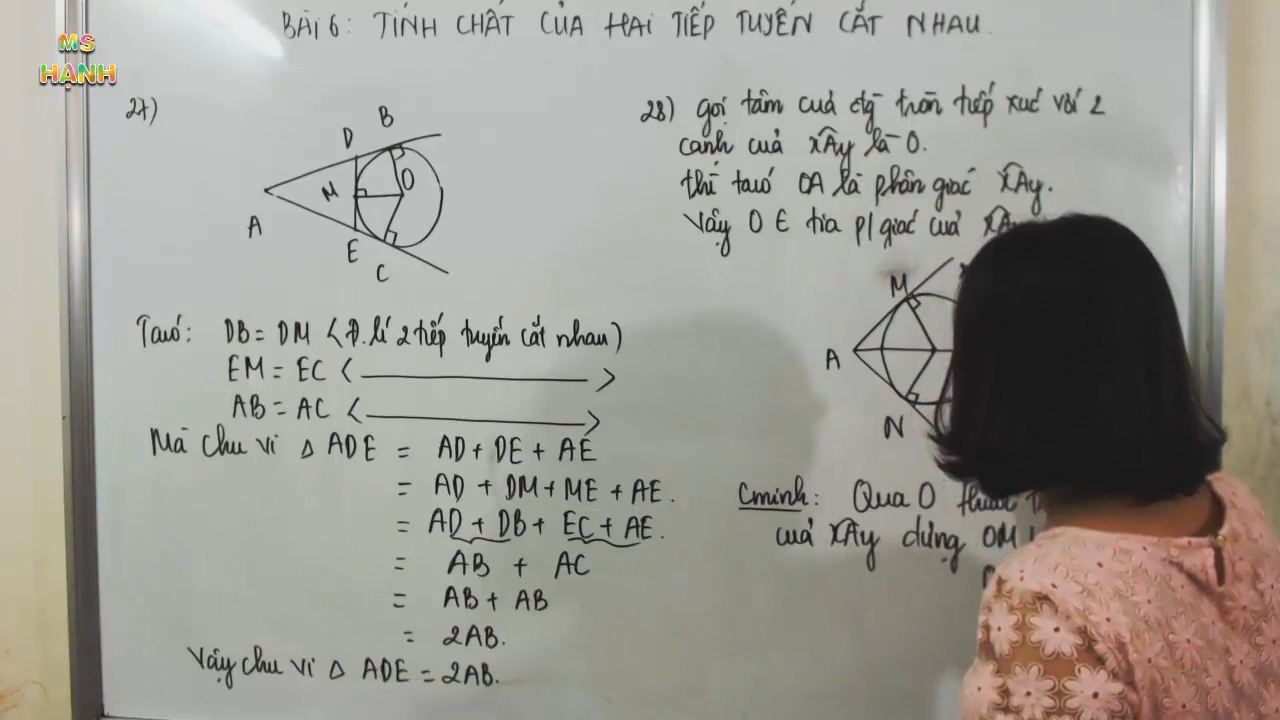 MS
HẠNH
BÀI 6: TÍNH CHẤT CỦA HAI TIẾP TUYẾN CẮT NHAU.
27)
D
B
M
O
A
E
C
Ta có: DB = DM (Đ.lí 2 tiếp tuyến cắt nhau)
EM = EC < >
AB = AC < >
Mà chu vi △ ADE = AD + DE + AE
= AD + DM + ME + AE.
= AD + DB + EC + AE.
= AB + AC
= AB + AB
= 2AB.
Vậy chu vi △ ADE = 2AB.
28) gọi tâm của đg tròn tiếp xúc với 2
cạnh của xÂy là O.
thì ta có OA là phân giác xÂy.
Vậy O ∈ tia p/giác của
M
A
N
Cminh: Qua O
của xÂy dựng OM